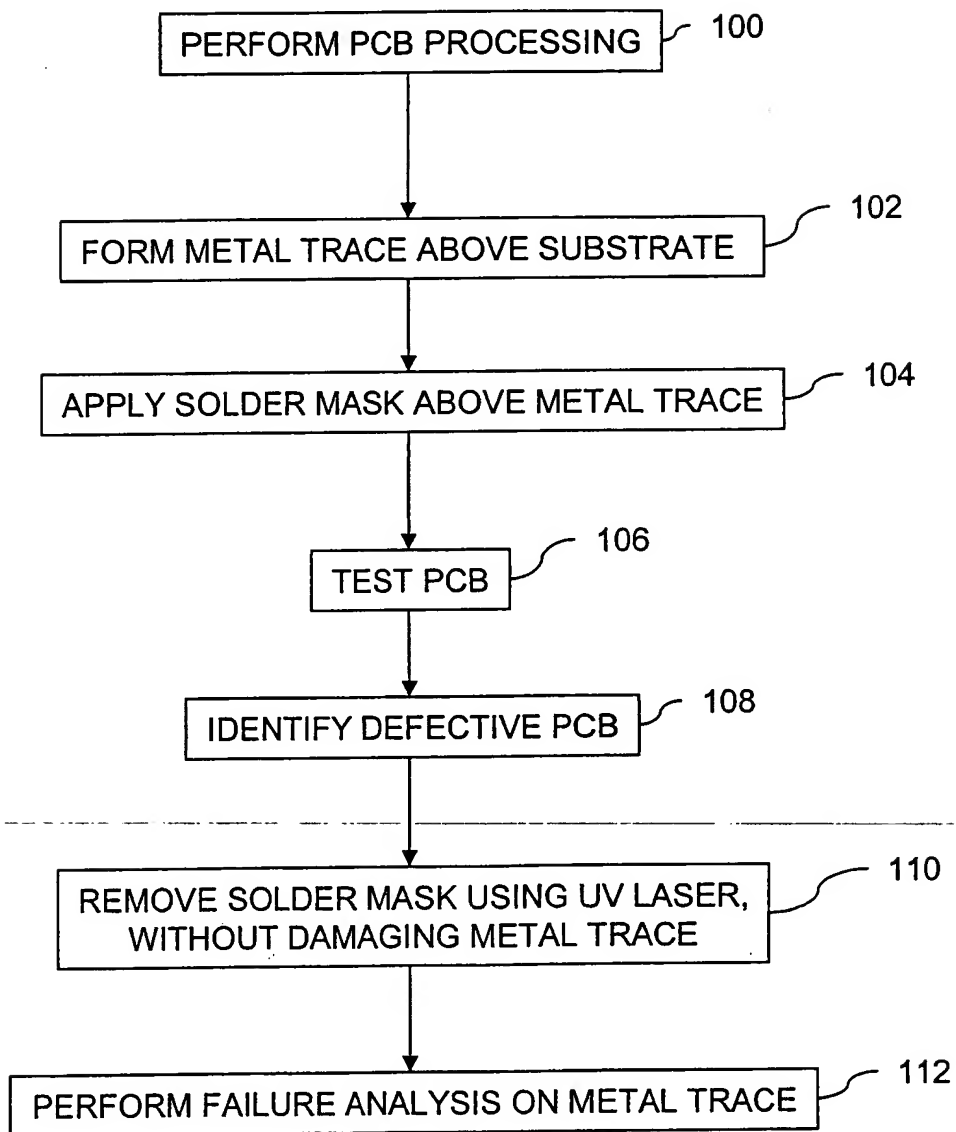 PERFORM PCB PROCESSING
100
FORM METAL TRACE ABOVE SUBSTRATE
102
APPLY SOLDER MASK ABOVE METAL TRACE
104
TEST PCB
106
IDENTIFY DEFECTIVE PCB
108
REMOVE SOLDER MASK USING UV LASER,
WITHOUT DAMAGING METAL TRACE
110
PERFORM FAILURE ANALYSIS ON METAL TRACE
112